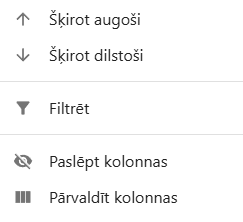 Šķirot augoši
Šķirot dilstoši
Filtrēt
Paslēpt kolonnas
Pārvaldīt kolonnas